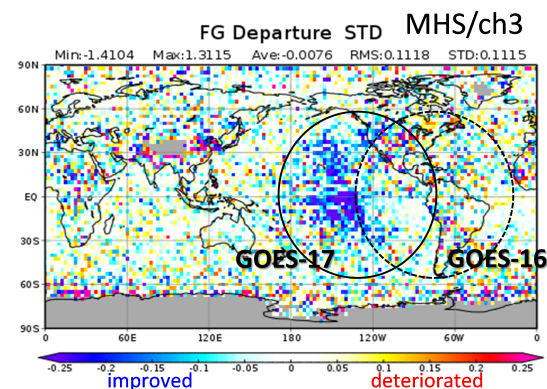 FG Departure STD MHS/ch3
Min:-1.4104 Max:1.3115 Ave:-0.0076 RMS:0.1118 STD:0.1115
90N
60N
30N
EQ
30S
60S
90S
GOES-17 GOES-16
0 60E 120E 180 120W 60W 0
-0.25 -0.2 -0.15 -0.1 -0.05 0 0.05 0.1 0.15 0.2 0.25
improved deteriorated